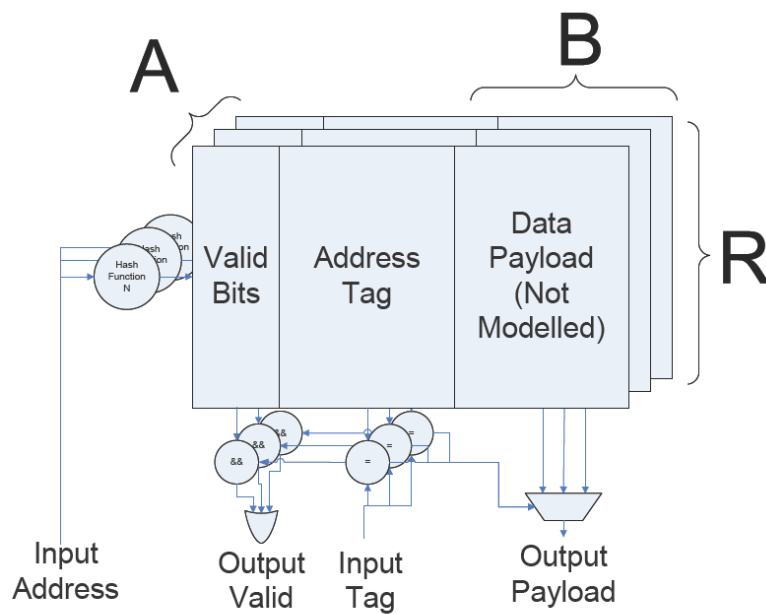 A
B
R
Valid
Bits
Address
Tag
Data
Payload
(Not
Modelled)
Hash
Function
N
&&
&&
&&
=
=
=
Input
Address
Output
Valid
Input
Tag
Output
Payload